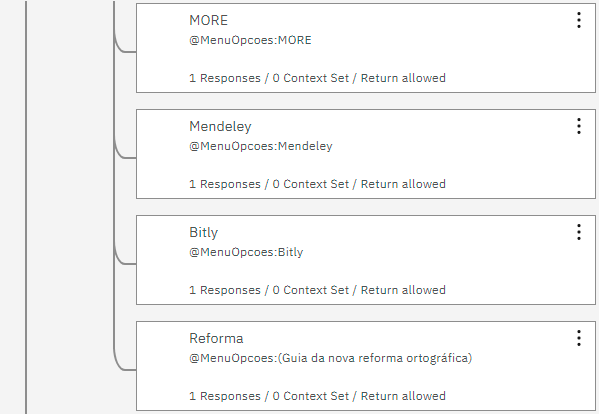 MORE
@MenuOpcoes:MORE
1 Responses / 0 Context Set / Return allowed
Mendeley
@MenuOpcoes:Mendeley
1 Responses / 0 Context Set / Return allowed
Bitly
@MenuOpcoes:Bitly
1 Responses / 0 Context Set / Return allowed
Reforma
@MenuOpcoes:(Guia da nova reforma ortográfica)
1 Responses / 0 Context Set / Return allowed